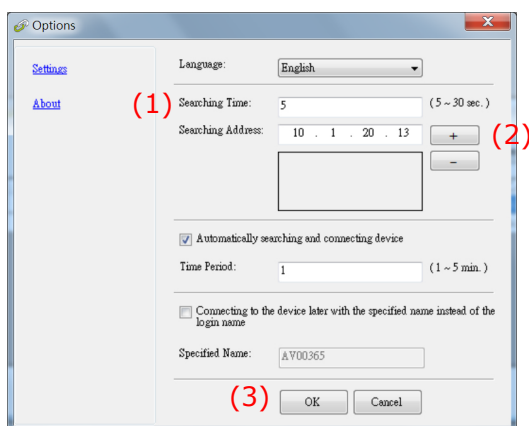 Options
Settings
About
Language:
English
(1)
Searching Time:
5
( 5 ~ 30 sec. )
Searching Address:
10 . 1 . 20 . 13
+
(2)
−
Automatically searching and connecting device
Time Period:
1
( 1 ~ 5 min. )
Connecting to the device later with the specified name instead of the
login name
Specified Name:
AV00365
(3)
OK
Cancel